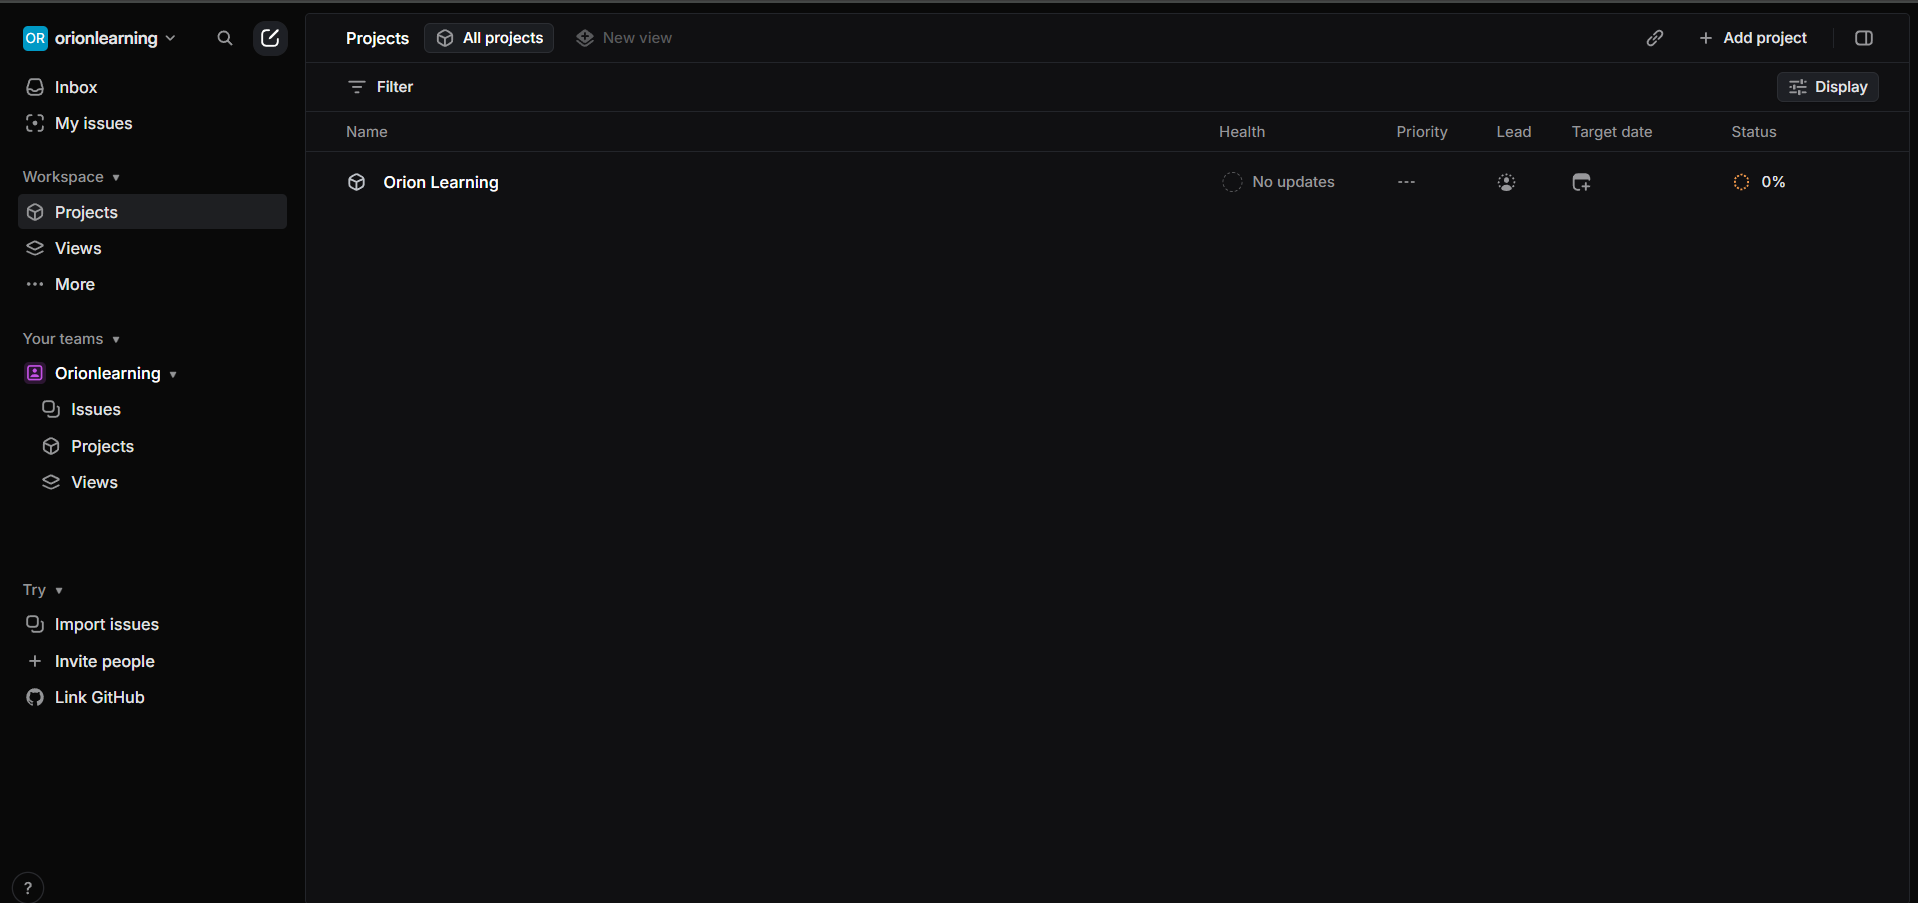 OR orionlearning
Inbox
My issues
Workspace
Projects
Views
More
Your teams
Orionlearning
Issues
Projects
Views
Try
Import issues
Invite people
Link GitHub
?
Projects All projects New view + Add project
Filter Display
Name Health Priority Lead Target date Status
Orion Learning No updates --- 0%